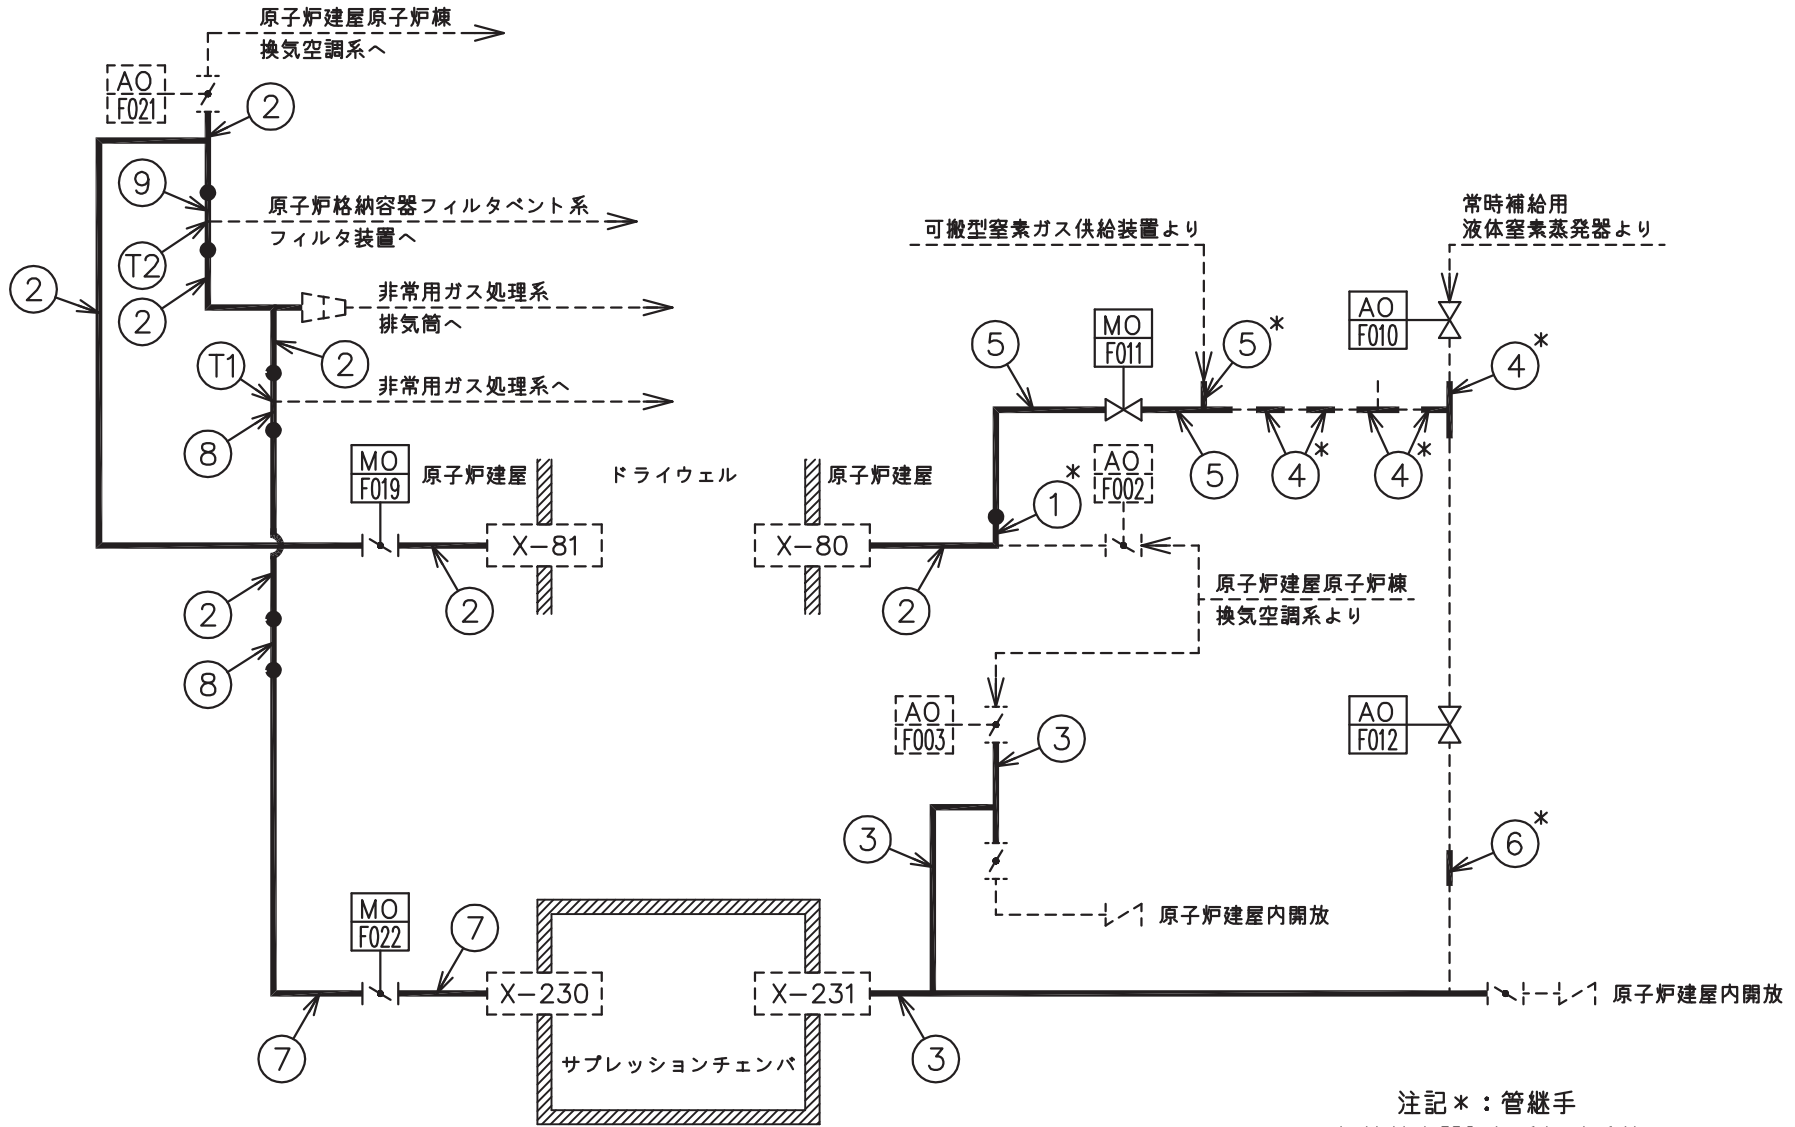 原子炉建屋原子炉棟
換気空調系へ
AO
F021
2
9
原子炉格納容器フィルタベント系
フィルタ装置へ
T2
2
2
非常用ガス処理系
排気筒へ
T1
2
非常用ガス処理系へ
8
MO
F019
原子炉建屋
ドライウェル
原子炉建屋
X-81
X-80
2
2
2
8
可搬型窒素ガス供給装置より
常時補給用
液体窒素蒸発器より
MO
F011
AO
F010
5
5*
4*
5
4*
4*
AO
F002
1*
原子炉建屋原子炉棟
換気空調系より
AO
F003
3
AO
F012
3
6*
原子炉建屋内開放
MO
F022
7
X-230
X-231
原子炉建屋内開放
7
サプレッションチェンバ
3
注記*：管継手